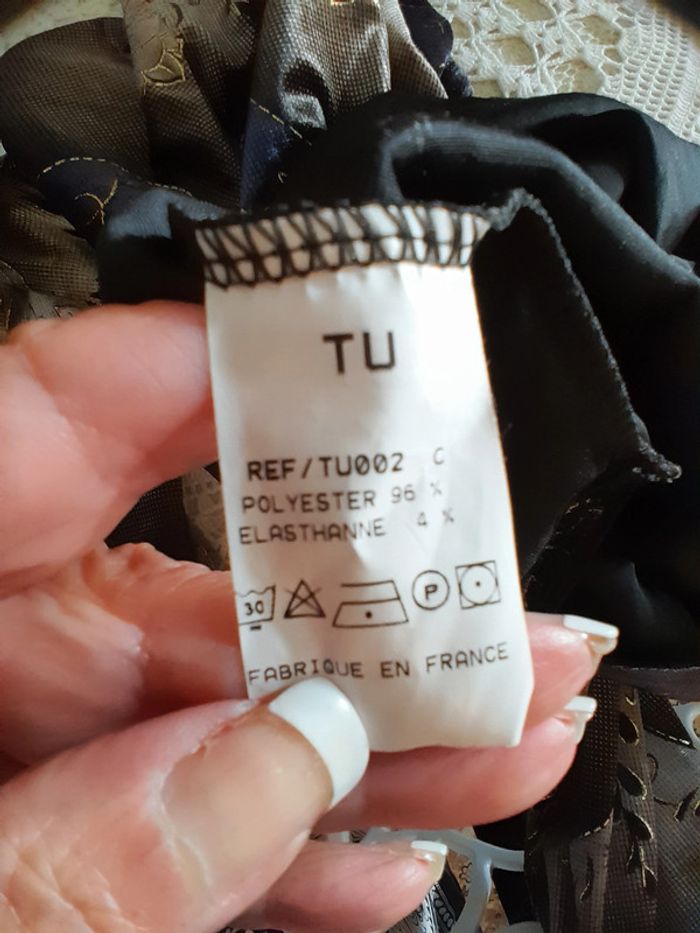 TU
REF/TU002 C
POLYESTER 96 %
ELASTHANNE 4 %
30 P
FABRIQUE EN FRANCE